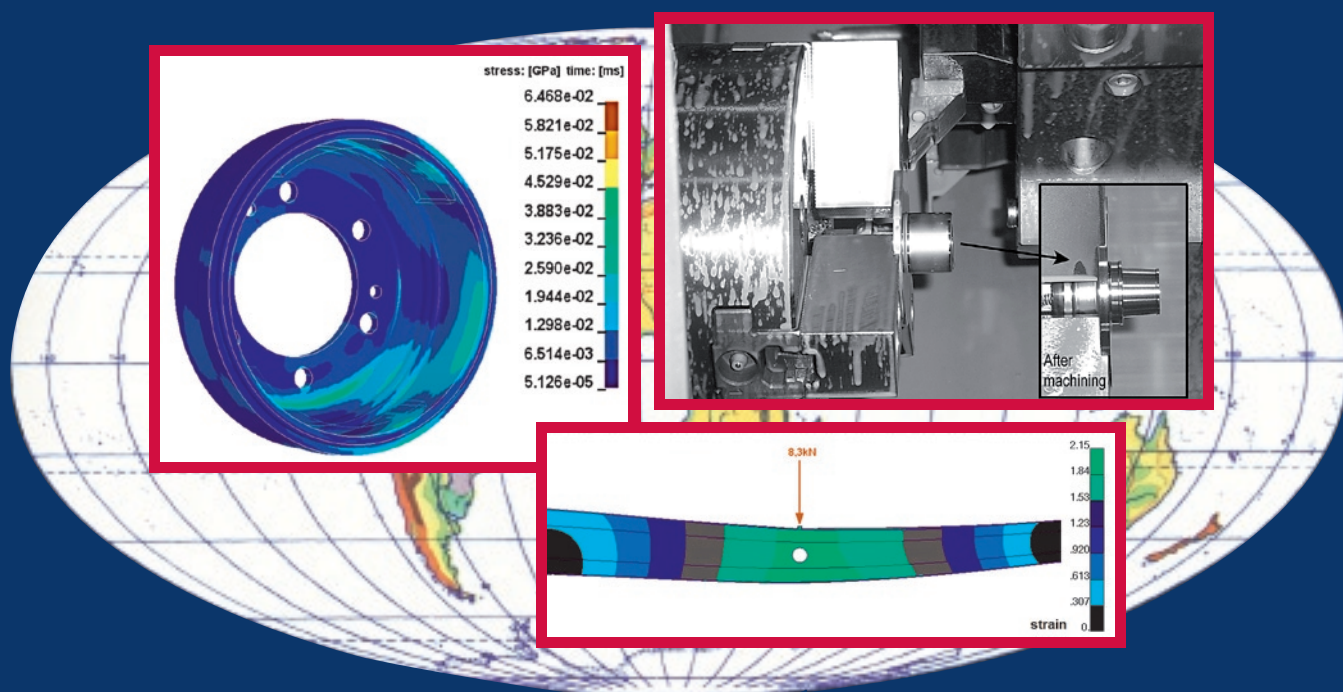 stress: [GPa] time: [ms]
6.468e-02
5.821e-02
5.175e-02
4.529e-02
3.883e-02
3.236e-02
2.590e-02
1.944e-02
1.298e-02
6.514e-03
5.126e-05
After
machining
8,3kN
2.15
1.84
1.53
1.23
.920
.613
.307
0.
strain